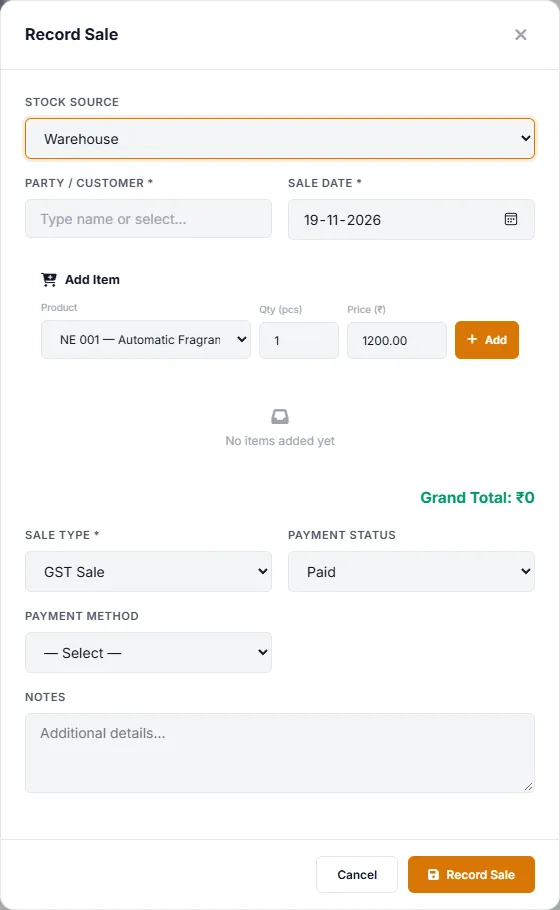 Record Sale
STOCK SOURCE
Warehouse
PARTY / CUSTOMER * SALE DATE *
Type name or select... 19-11-2026
Add Item
Product Qty (pcs) Price (₹)
NE 001 — Automatic Fragran 1 1200.00 + Add
No items added yet
Grand Total: ₹0
SALE TYPE * PAYMENT STATUS
GST Sale Paid
PAYMENT METHOD
— Select —
NOTES
Additional details...
Cancel Record Sale